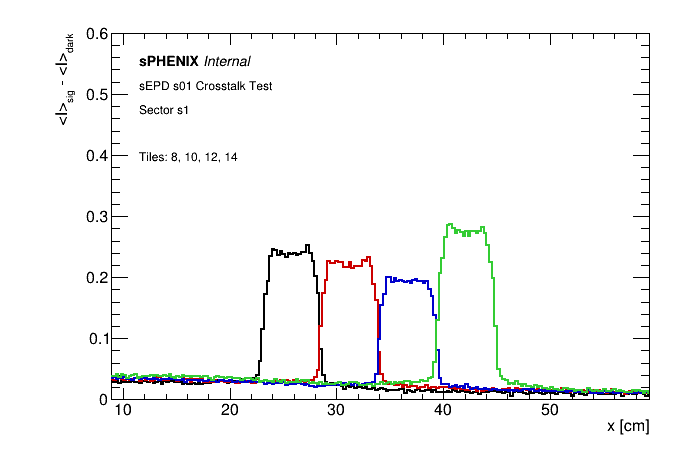 <I>sig - <I>dark
0.6
0.5
0.4
0.3
0.2
0.1
0
sPHENIX Internal
sEPD s01 Crosstalk Test
Sector s1
Tiles: 8, 10, 12, 14
10 20 30 40 50
x [cm]